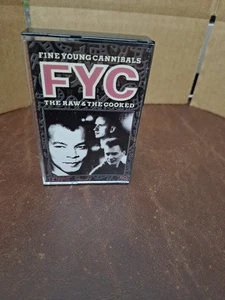 FINE YOUNG CANNIBALS
FYC
THE RAW & THE COOKED